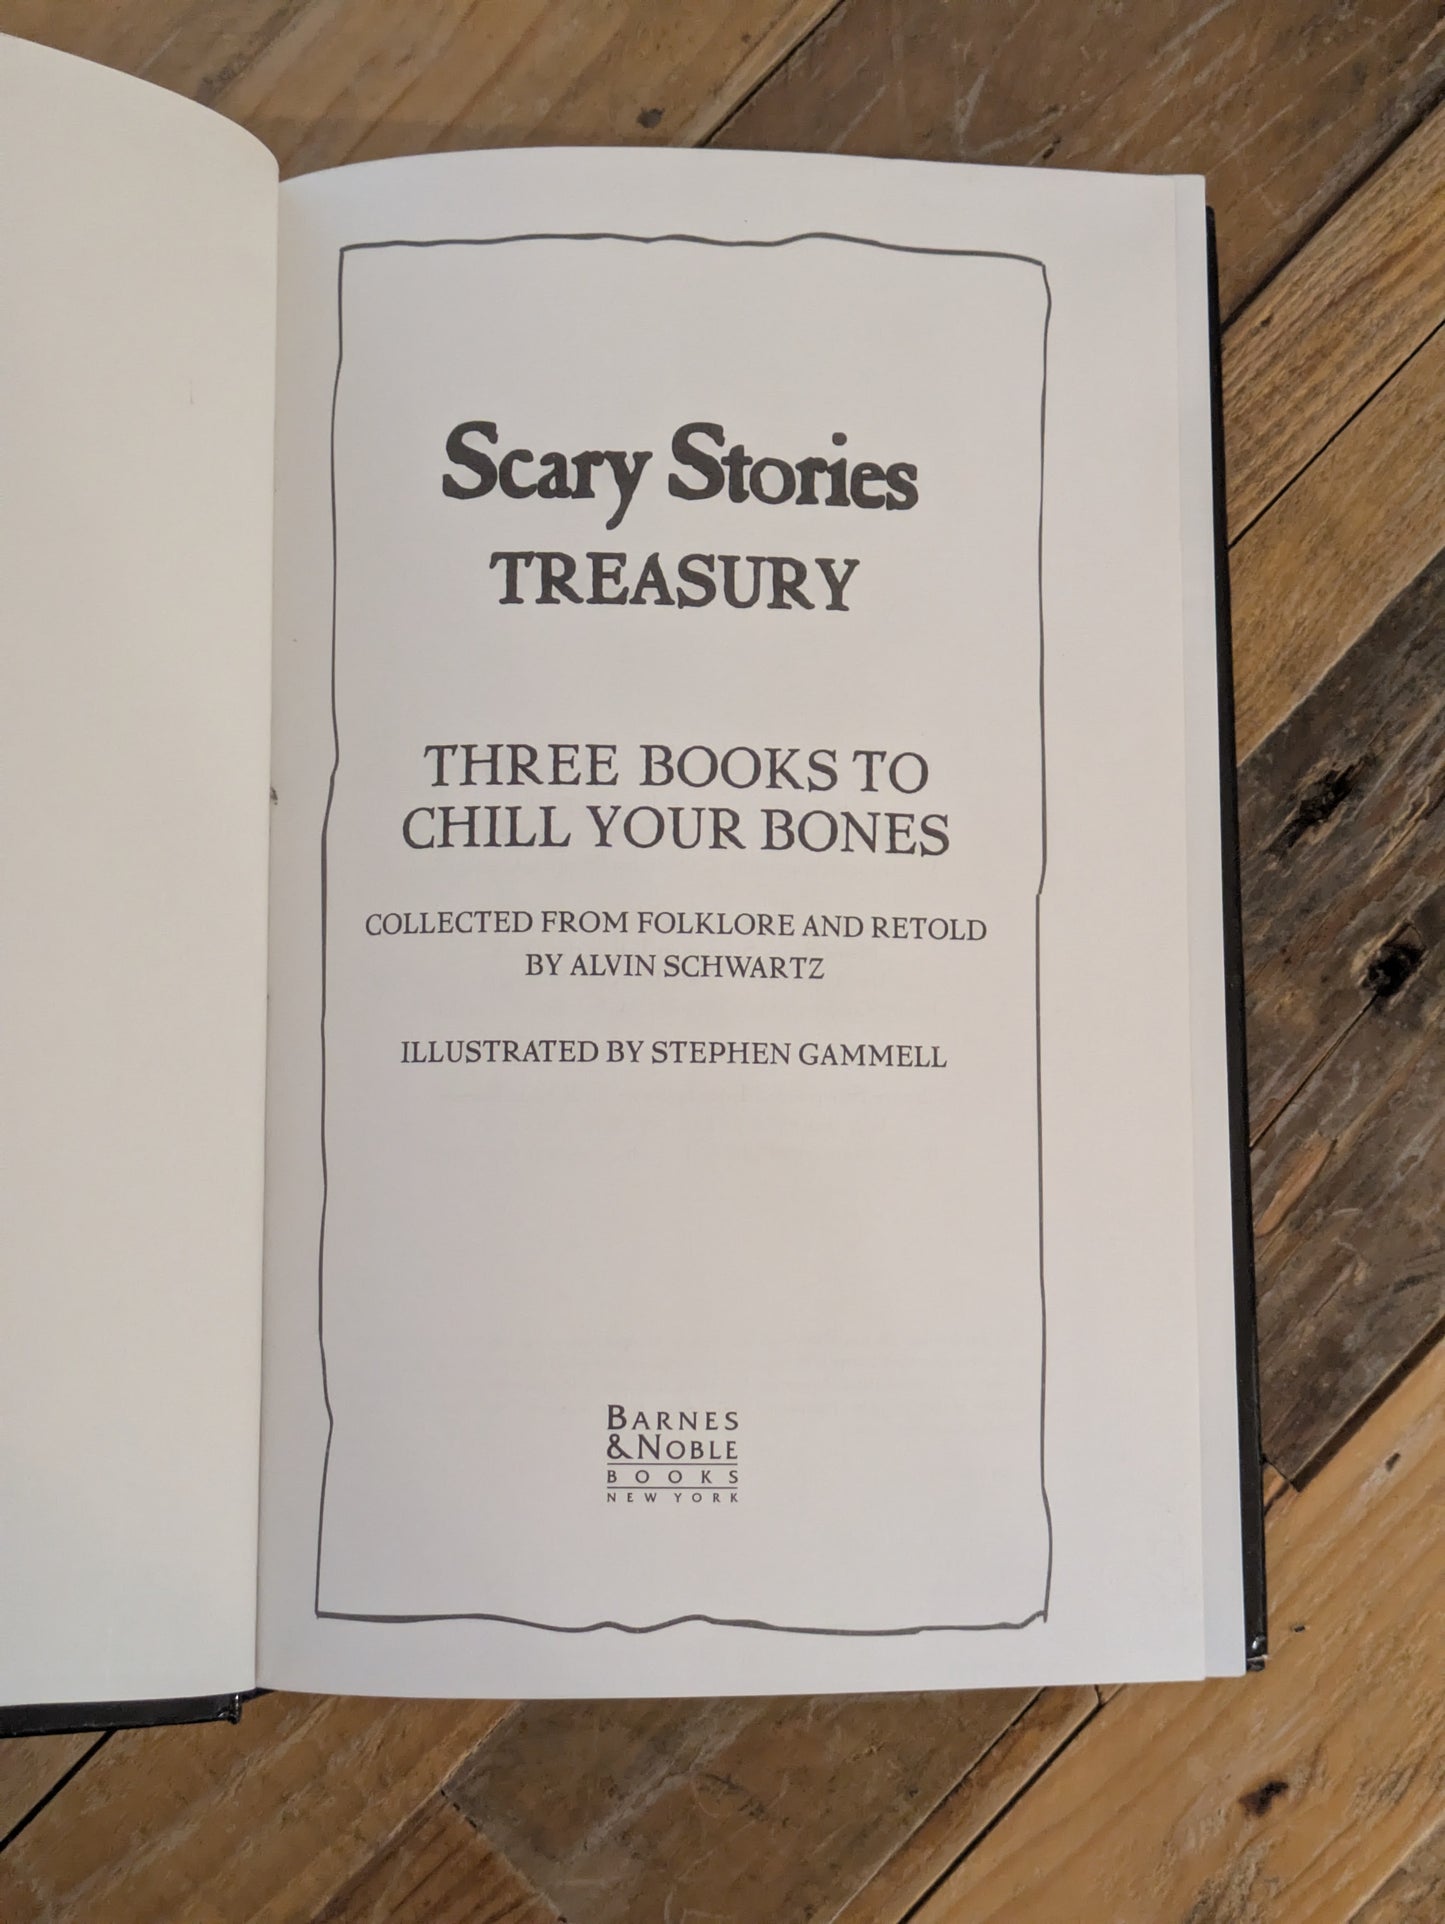 Scary Stories
TREASURY
THREE BOOKS TO
CHILL YOUR BONES
COLLECTED FROM FOLKLORE AND RETOLD
BY ALVIN SCHWARTZ
ILLUSTRATED BY STEPHEN GAMMELL
BARNES
&NOBLE
BOOKS
NEW YORK